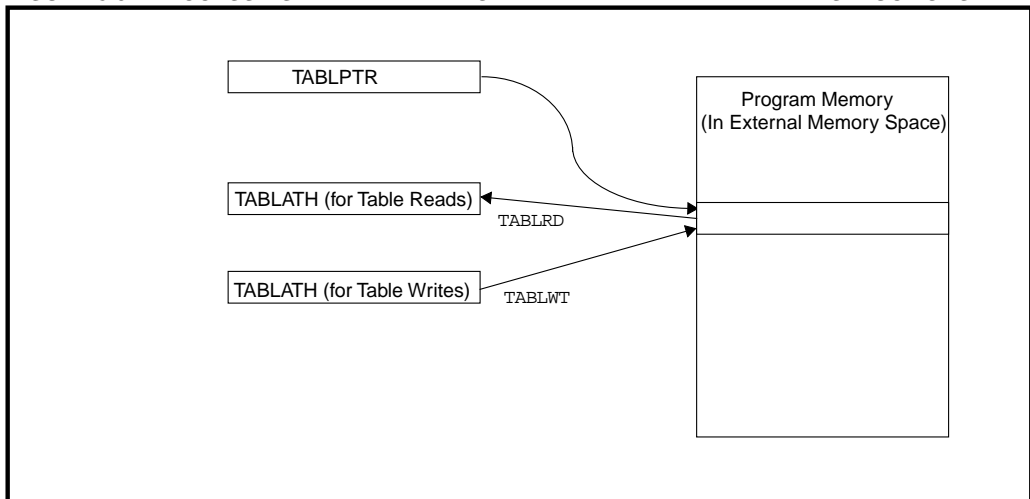 TABLPTR
Program Memory
(In External Memory Space)
TABLATH (for Table Reads)
TABLRD
TABLATH (for Table Writes)
TABLWT